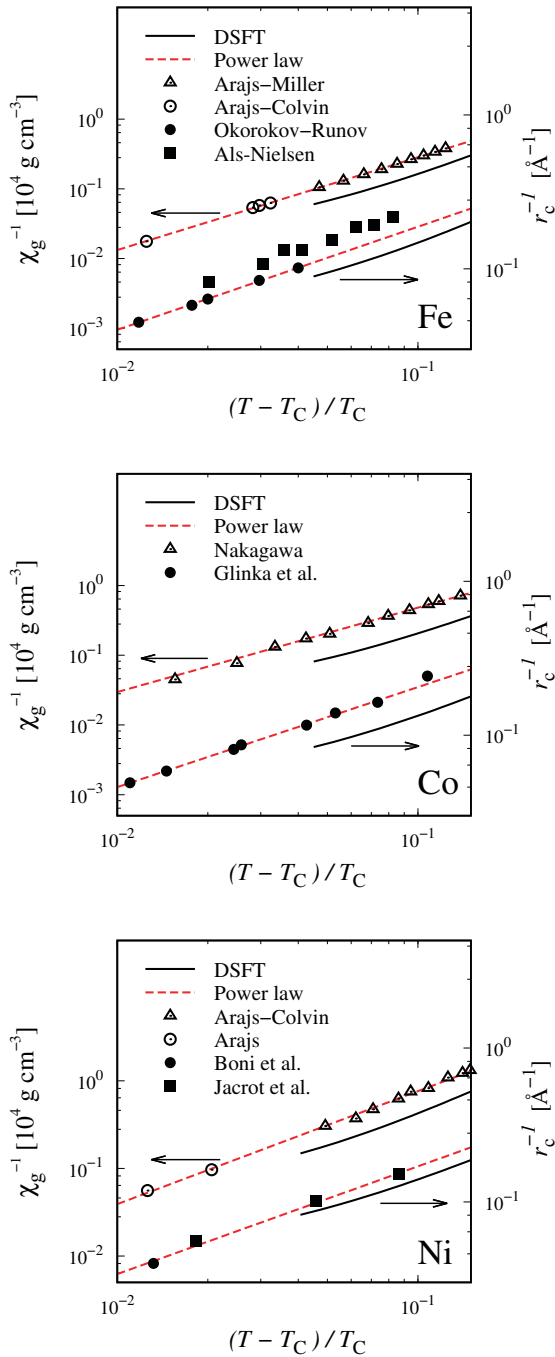 DSFT
Power law
Arajs−Miller
Arajs−Colvin
Okorokov−Runov
Als−Nielsen
10⁰
10⁻¹
10⁻²
10⁻³
χg⁻¹ [10⁴ g cm⁻³]
10⁰
10⁻¹
rc⁻¹ [Å⁻¹]
Fe
10⁻² 10⁻¹
(T − TC) / TC
DSFT
Power law
Nakagawa
Glinka et al.
10⁰
10⁻¹
10⁻²
10⁻³
χg⁻¹ [10⁴ g cm⁻³]
10⁰
10⁻¹
rc⁻¹ [Å⁻¹]
Co
10⁻² 10⁻¹
(T − TC) / TC
DSFT
Power law
Arajs−Colvin
Arajs
Boni et al.
Jacrot et al.
10⁰
10⁻¹
10⁻²
χg⁻¹ [10⁴ g cm⁻³]
10⁰
10⁻¹
rc⁻¹ [Å⁻¹]
Ni
10⁻² 10⁻¹
(T − TC) / TC